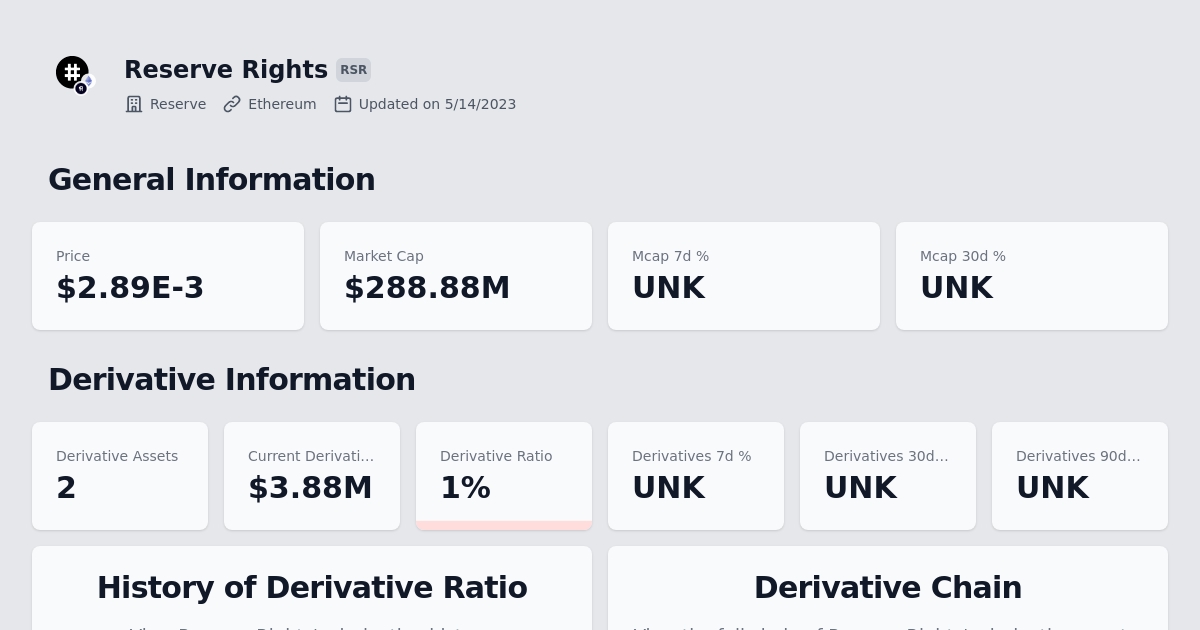 Reserve Rights RSR
Reserve Ethereum Updated on 5/14/2023
General Information
Price Market Cap Mcap 7d % Mcap 30d %
$2.89E-3 $288.88M UNK UNK
Derivative Information
Derivative Assets Current Derivati... Derivative Ratio Derivatives 7d % Derivatives 30d... Derivatives 90d...
2 $3.88M 1% UNK UNK UNK
History of Derivative Ratio Derivative Chain